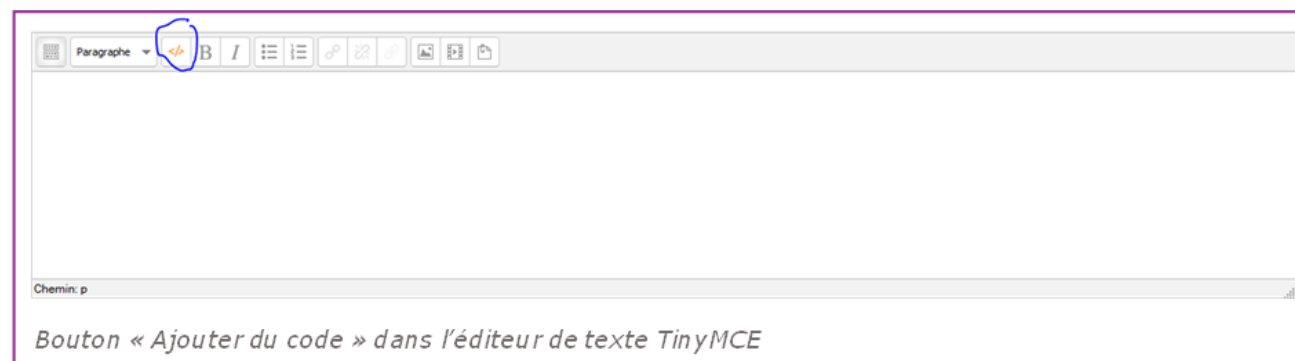 Paragraphe </> B I
Chemin: p
Bouton « Ajouter du code » dans l'éditeur de texte TinyMCE